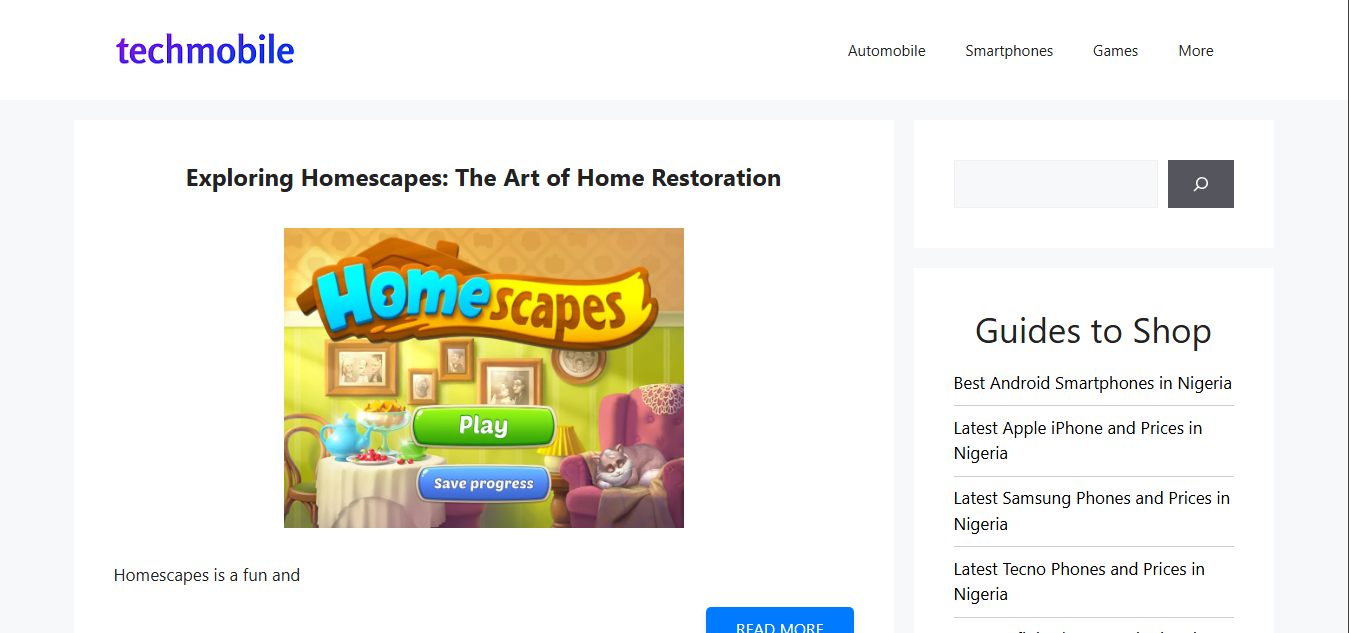 techmobile
Automobile
Smartphones
Games
More
Exploring Homescapes: The Art of Home Restoration
Homescapes
Play
Save progress
Homescapes is a fun and
READ MORE
Guides to Shop
Best Android Smartphones in Nigeria
Latest Apple iPhone and Prices in
Nigeria
Latest Samsung Phones and Prices in
Nigeria
Latest Tecno Phones and Prices in
Nigeria